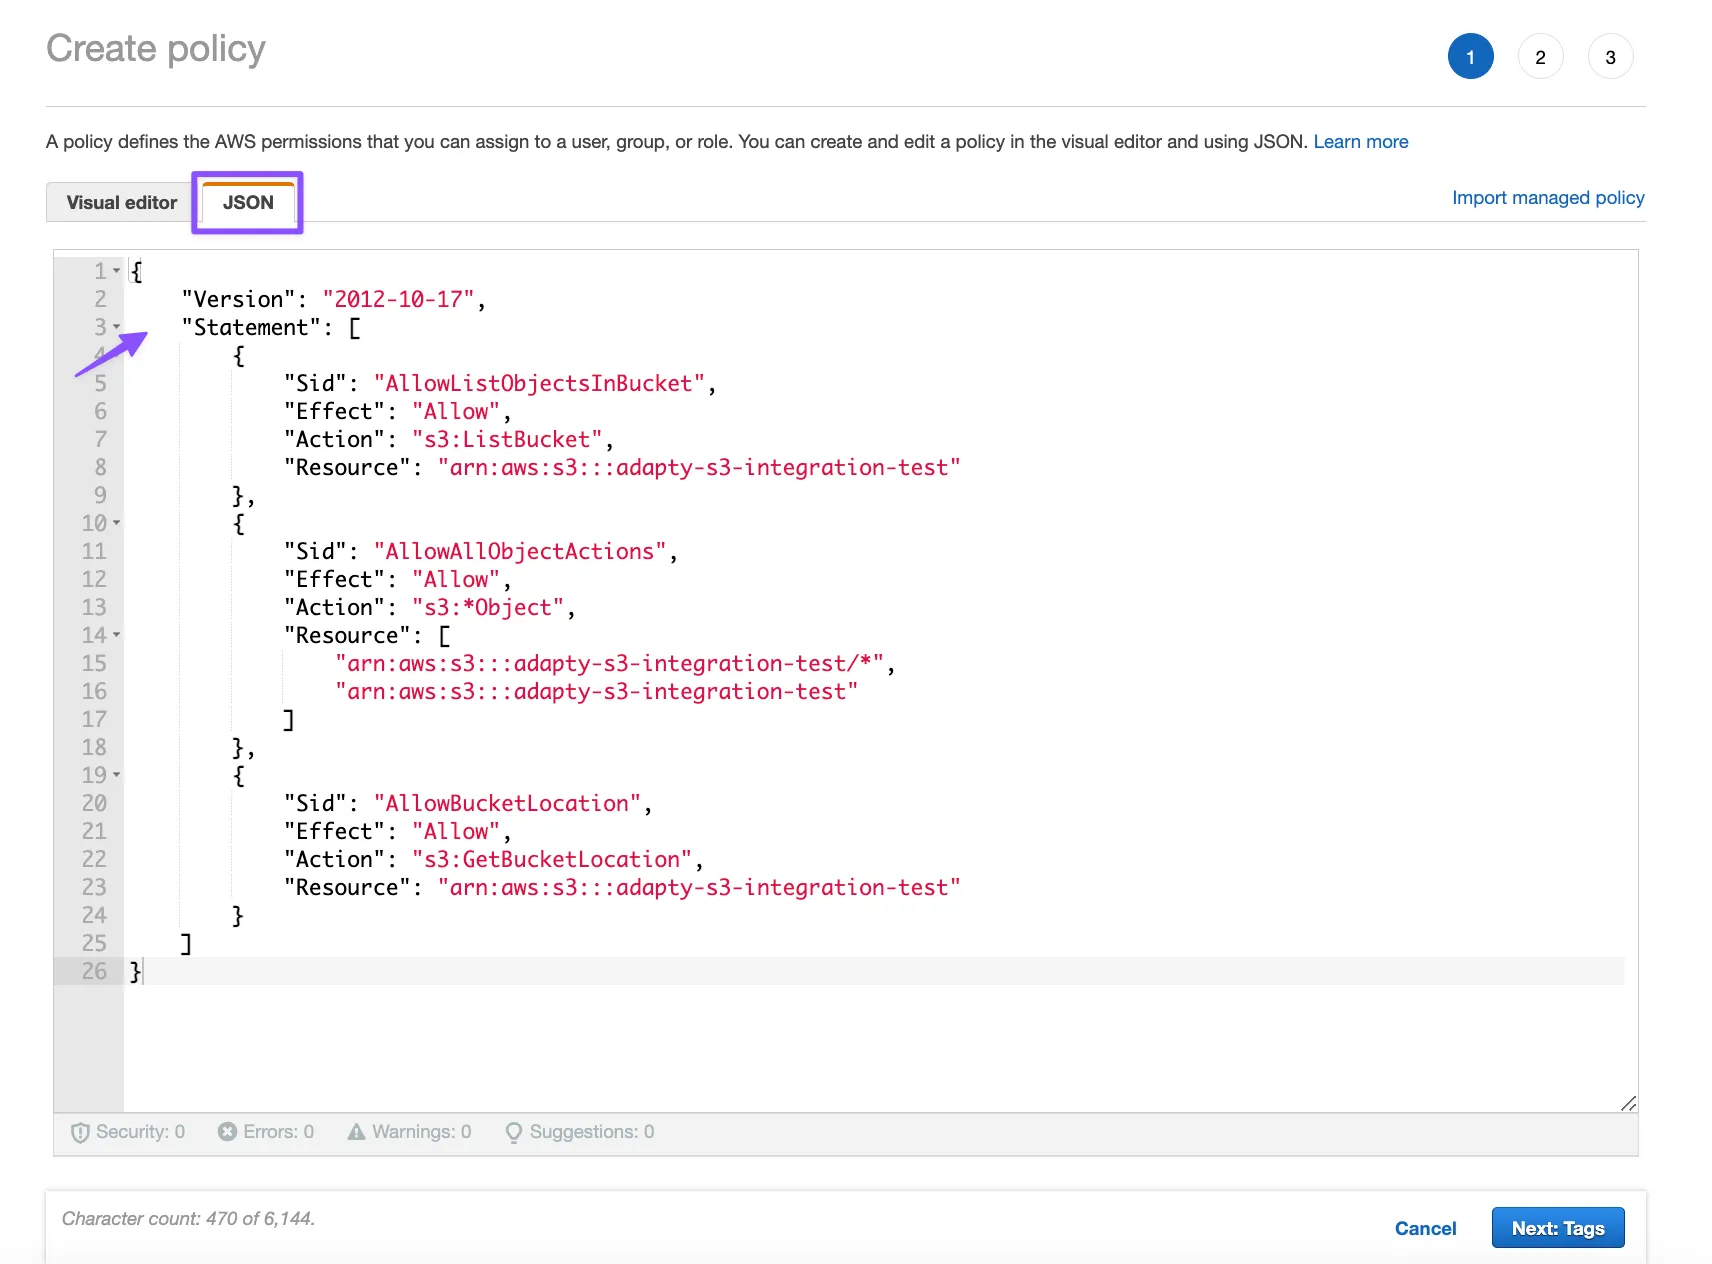 Create policy
1 2 3
A policy defines the AWS permissions that you can assign to a user, group, or role. You can create and edit a policy in the visual editor and using JSON. Learn more
Visual editor JSON Import managed policy
1 {
2     "Version": "2012-10-17",
3     "Statement": [
4         {
5             "Sid": "AllowListObjectsInBucket",
6             "Effect": "Allow",
7             "Action": "s3:ListBucket",
8             "Resource": "arn:aws:s3:::adapty-s3-integration-test"
9         },
10         {
11             "Sid": "AllowAllObjectActions",
12             "Effect": "Allow",
13             "Action": "s3:*Object",
14             "Resource": [
15                 "arn:aws:s3:::adapty-s3-integration-test/*",
16                 "arn:aws:s3:::adapty-s3-integration-test"
17             ]
18         },
19         {
20             "Sid": "AllowBucketLocation",
21             "Effect": "Allow",
22             "Action": "s3:GetBucketLocation",
23             "Resource": "arn:aws:s3:::adapty-s3-integration-test"
24         }
25     ]
26 }
Security: 0 Errors: 0 Warnings: 0 Suggestions: 0
Character count: 470 of 6,144.
Cancel Next: Tags